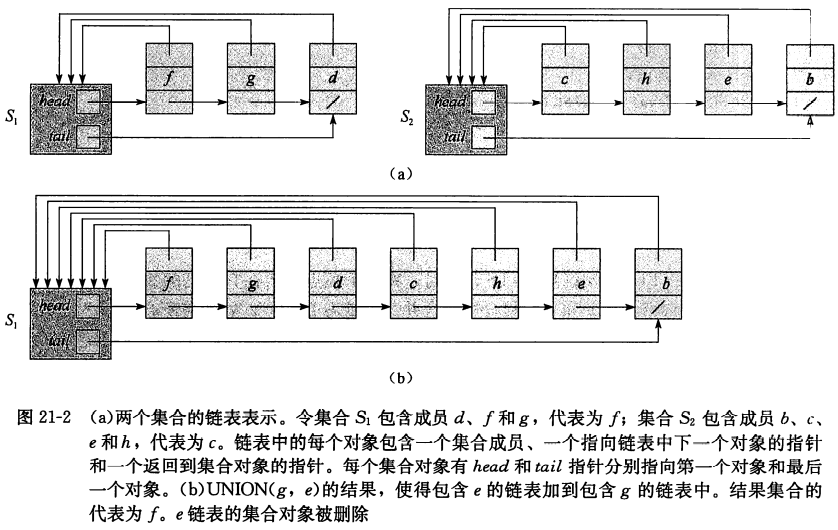 f g d
c h e b
S₁ head
tail
S₂ head
tail
(a)
f g d c h e b
S₁ head
tail
(b)
图 21-2 (a)两个集合的链表表示。令集合 S₁ 包含成员 d、f 和 g，代表为 f；集合 S₂ 包含成员 b、c、
e 和 h，代表为 c。链表中的每个对象包含一个集合成员、一个指向链表中下一个对象的指针
和一个返回到集合对象的指针。每个集合对象有 head 和 tail 指针分别指向第一个对象和最后
一个对象。(b)UNION(g，e)的结果，使得包含 e 的链表加到包含 g 的链表中。结果集合的
代表为 f。e 链表的集合对象被删除